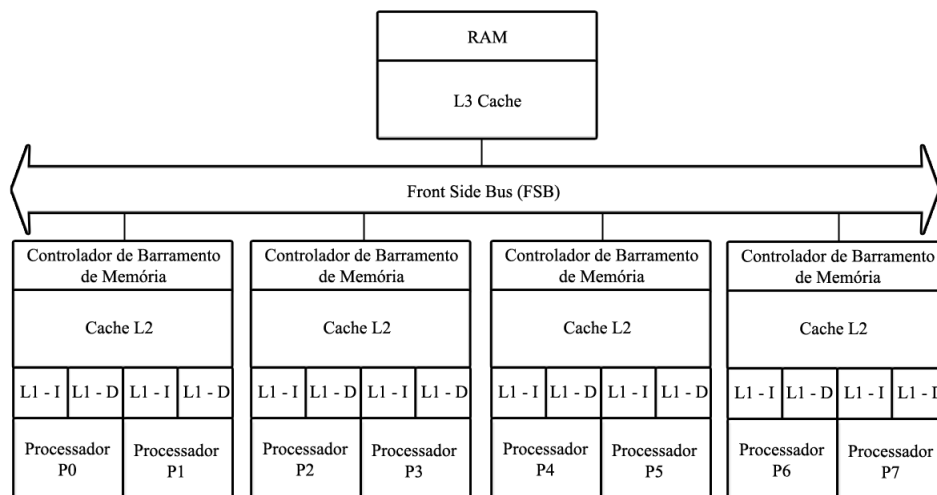 RAM
L3 Cache
Front Side Bus (FSB)
Controlador de Barramento
de Memória
Cache L2
L1 - I
L1 - D
L1 - I
L1 - D
Processador
P0
Processador
P1
Controlador de Barramento
de Memória
Cache L2
L1 - I
L1 - D
L1 - I
L1 - D
Processador
P2
Processador
P3
Controlador de Barramento
de Memória
Cache L2
L1 - I
L1 - D
L1 - I
L1 - D
Processador
P4
Processador
P5
Controlador de Barramento
de Memória
Cache L2
L1 - I
L1 - D
L1 - I
L1 - D
Processador
P6
Processador
P7